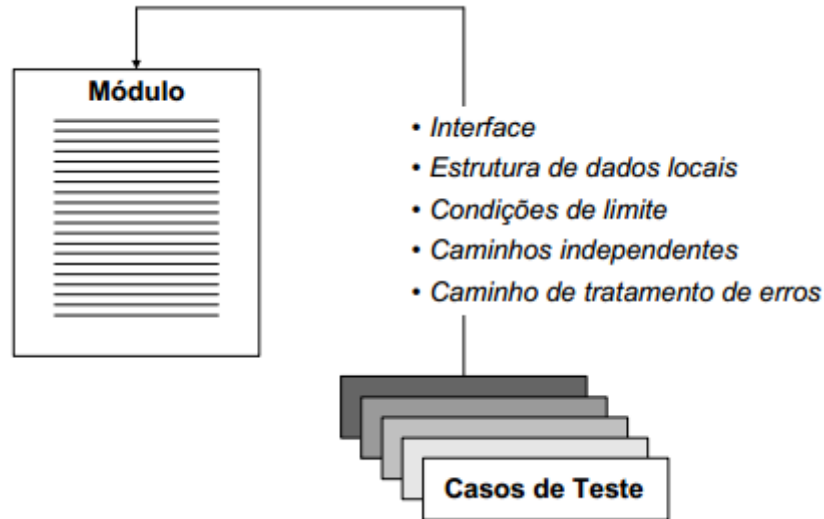 Módulo
• Interface
• Estrutura de dados locais
• Condições de limite
• Caminhos independentes
• Caminho de tratamento de erros
Casos de Teste